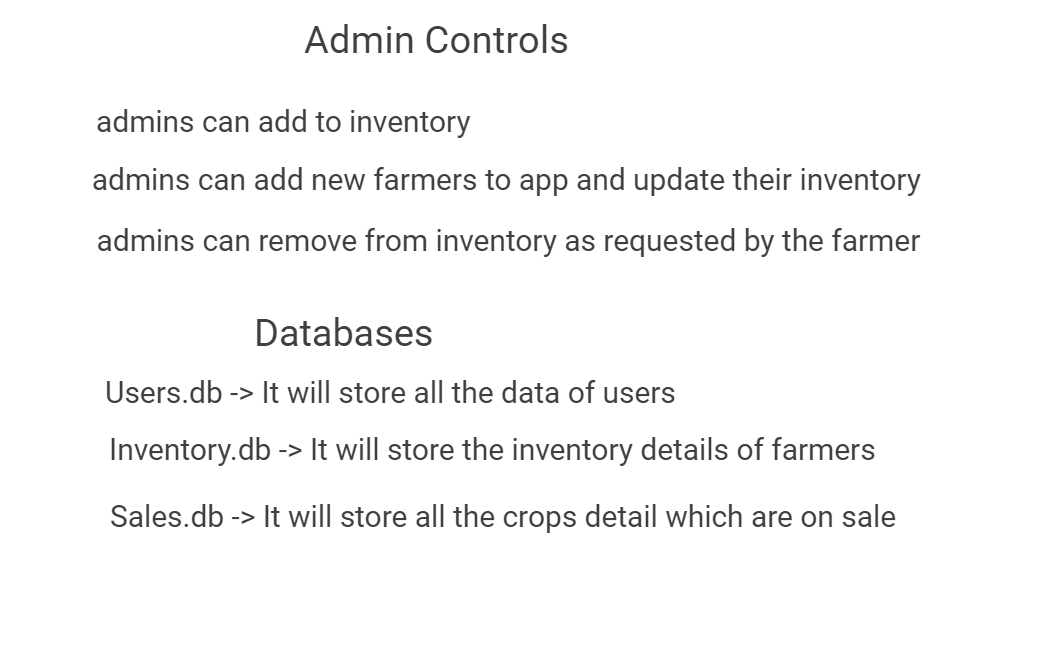 Admin Controls
admins can add to inventory
admins can add new farmers to app and update their inventory
admins can remove from inventory as requested by the farmer
Databases
Users.db -> It will store all the data of users
Inventory.db -> It will store the inventory details of farmers
Sales.db -> It will store all the crops detail which are on sale